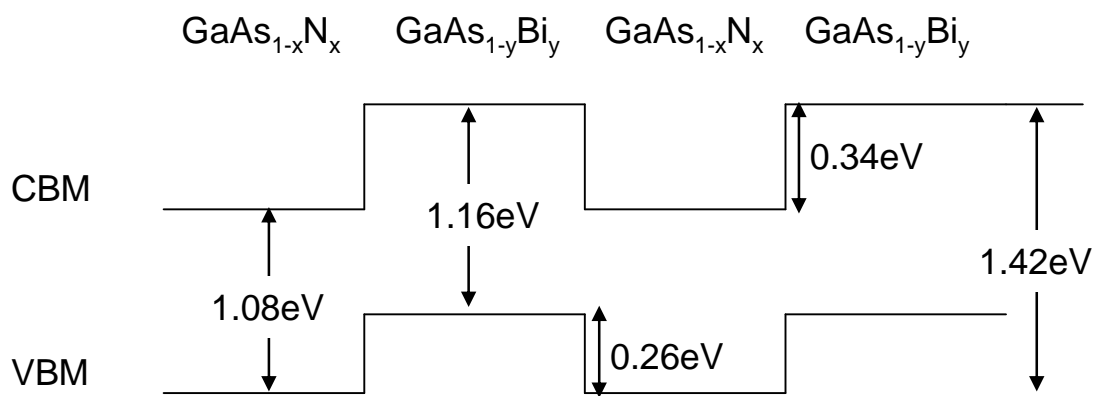 GaAs₁₋ₓNₓ GaAs₁₋yBiy GaAs₁₋ₓNₓ GaAs₁₋yBiy
0.34eV
CBM
1.16eV
1.42eV
1.08eV
0.26eV
VBM